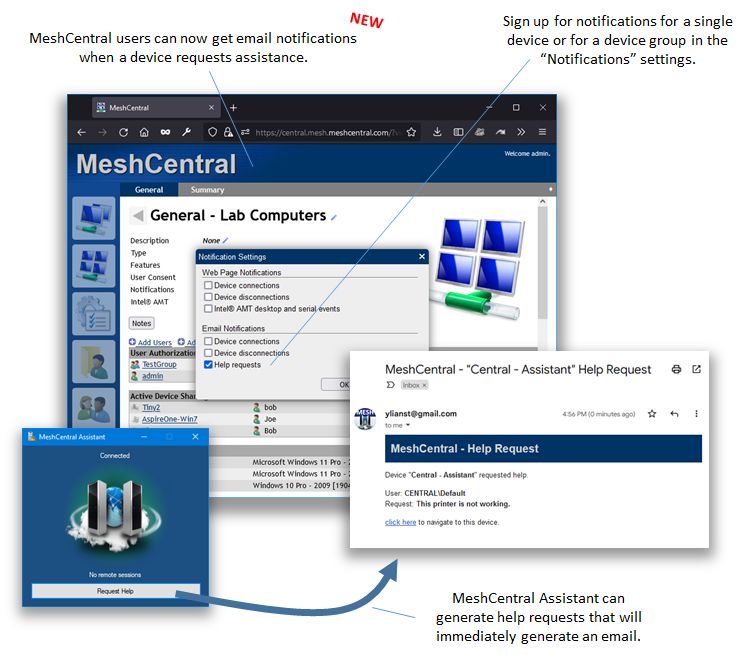 NEW
MeshCentral users can now get email notifications
when a device requests assistance.
Sign up for notifications for a single
device or for a device group in the
“Notifications” settings.
MeshCentral
https://central.mesh.meshcentral.com/?vi
MeshCentral
Welcome admin.
General
Summary
General - Lab Computers
Description
None
Type
Features
User Consent
Notifications
Intel® AMT
Notes
Notification Settings
Web Page Notifications
Device connections
Device disconnections
Intel® AMT desktop and serial events
Email Notifications
Device connections
Device disconnections
Help requests
OK
Add Users
Ad
User Authorization
TestGroup
admin
Active Device Shar
Tiny2
bob
AspireOne-Win7
Joe
Bob
Microsoft Windows 11 Pro - 2
Microsoft Windows 11 Pro - 2
Windows 10 Pro - 2009 [1904
MeshCentral - "Central - Assistant" Help Request
Inbox ×
ylianst@gmail.com
4:56 PM (0 minutes ago)
to me
MESH
MeshCentral - Help Request
Device "Central - Assistant" requested help.
User: CENTRAL\Default
Request: This printer is not working.
click here to navigate to this device.
MeshCentral Assistant
Connected
No remote sessions
Request Help
MeshCentral Assistant can
generate help requests that will
immediately generate an email.